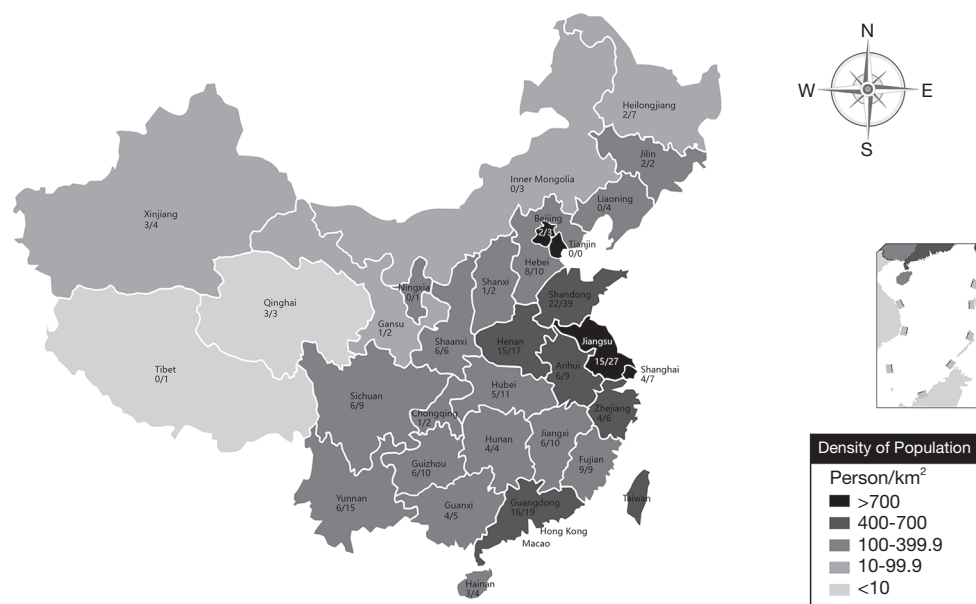 N
W
E
S
Heilongjiang
2/7
Jilin
2/2
Inner Mongolia
0/3
Liaoning
0/4
Xinjiang
3/4
Beijing
2/3
Tianjin
0/0
Hebei
8/10
Shanxi
1/2
Ningxia
0/1
Shandong
22/39
Qinghai
3/3
Gansu
1/2
Shaanxi
6/6
Henan
15/17
Jiangsu
15/27
Anhui
6/9
Shanghai
4/7
Tibet
0/1
Sichuan
6/9
Hubei
5/11
Chongqing
1/2
Zhejiang
4/6
Hunan
4/4
Jiangxi
6/10
Guizhou
6/10
Fujian
9/9
Yunnan
6/15
Guanxi
4/5
Guangdong
16/19
Taiwan
Hong Kong
Macao
Hainan
3/4
Density of Population
Person/km²
>700
400-700
100-399.9
10-99.9
<10